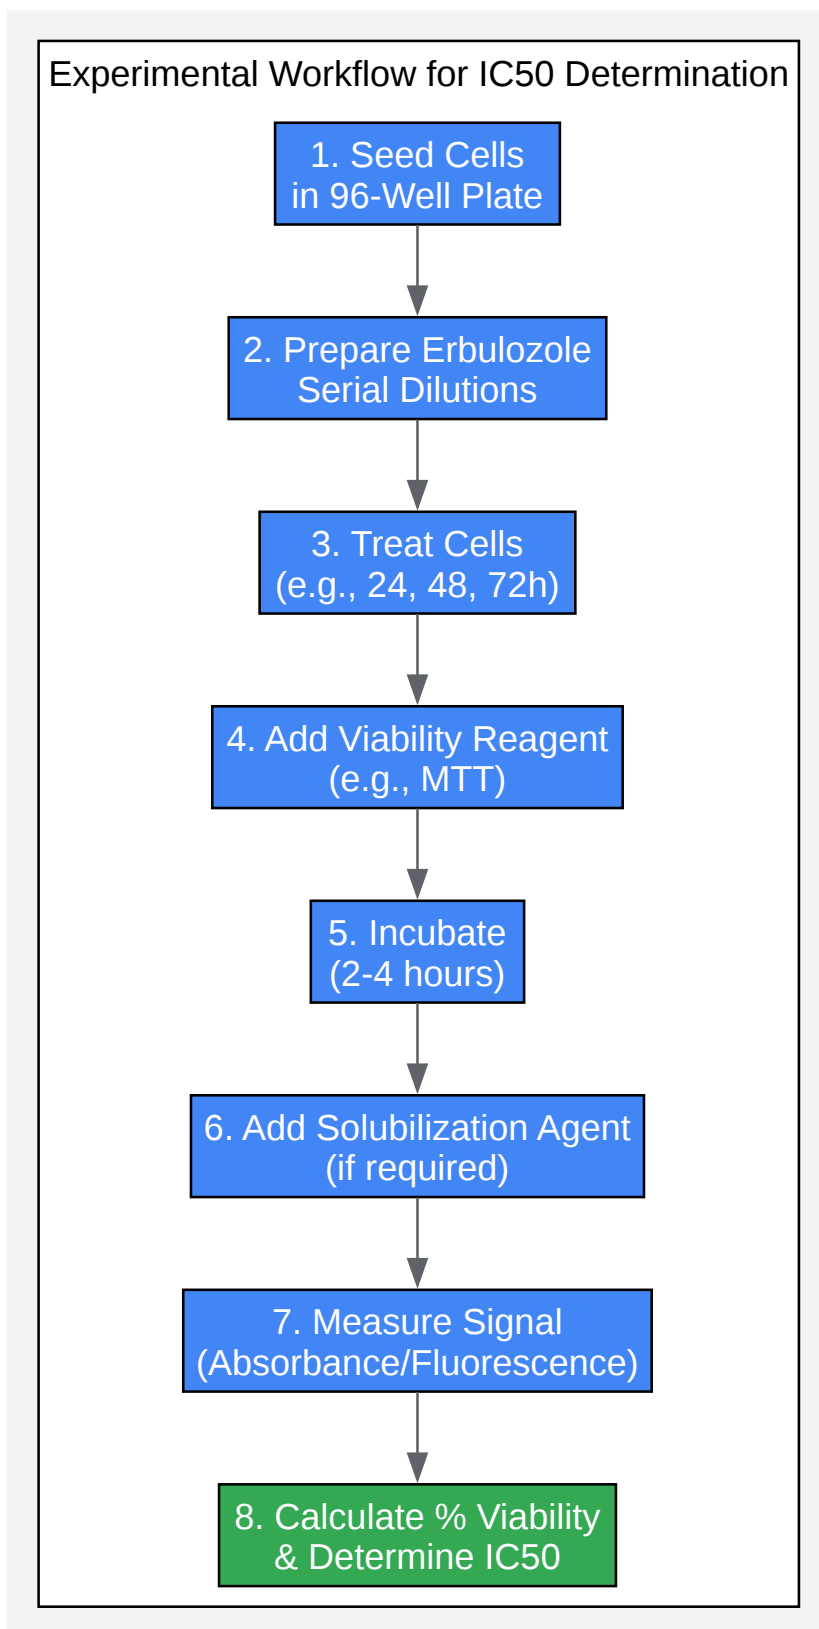 Experimental Workflow for IC50 Determination
1. Seed Cells
in 96-Well Plate
2. Prepare Erbulozole
Serial Dilutions
3. Treat Cells
(e.g., 24, 48, 72h)
4. Add Viability Reagent
(e.g., MTT)
5. Incubate
(2-4 hours)
6. Add Solubilization Agent
(if required)
7. Measure Signal
(Absorbance/Fluorescence)
8. Calculate % Viability
& Determine IC50